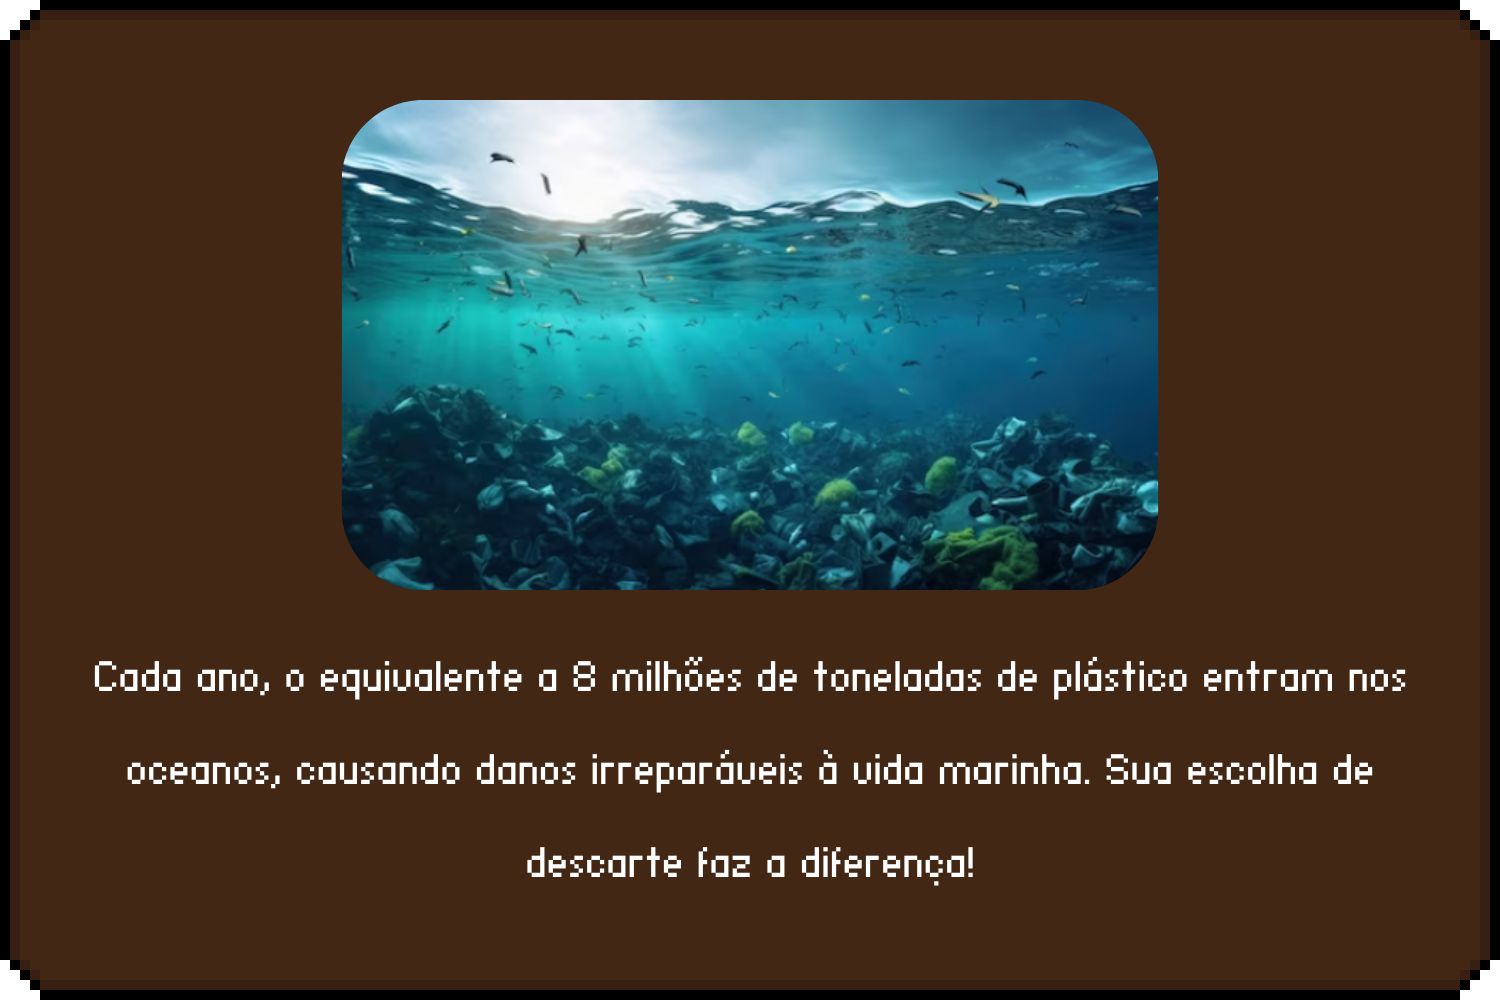 Cada ano, o equivalente a 8 milhões de toneladas de plástico entram nos
oceanos, causando danos irreparáveis à vida marinha. Sua escolha de
descarte faz a diferença!